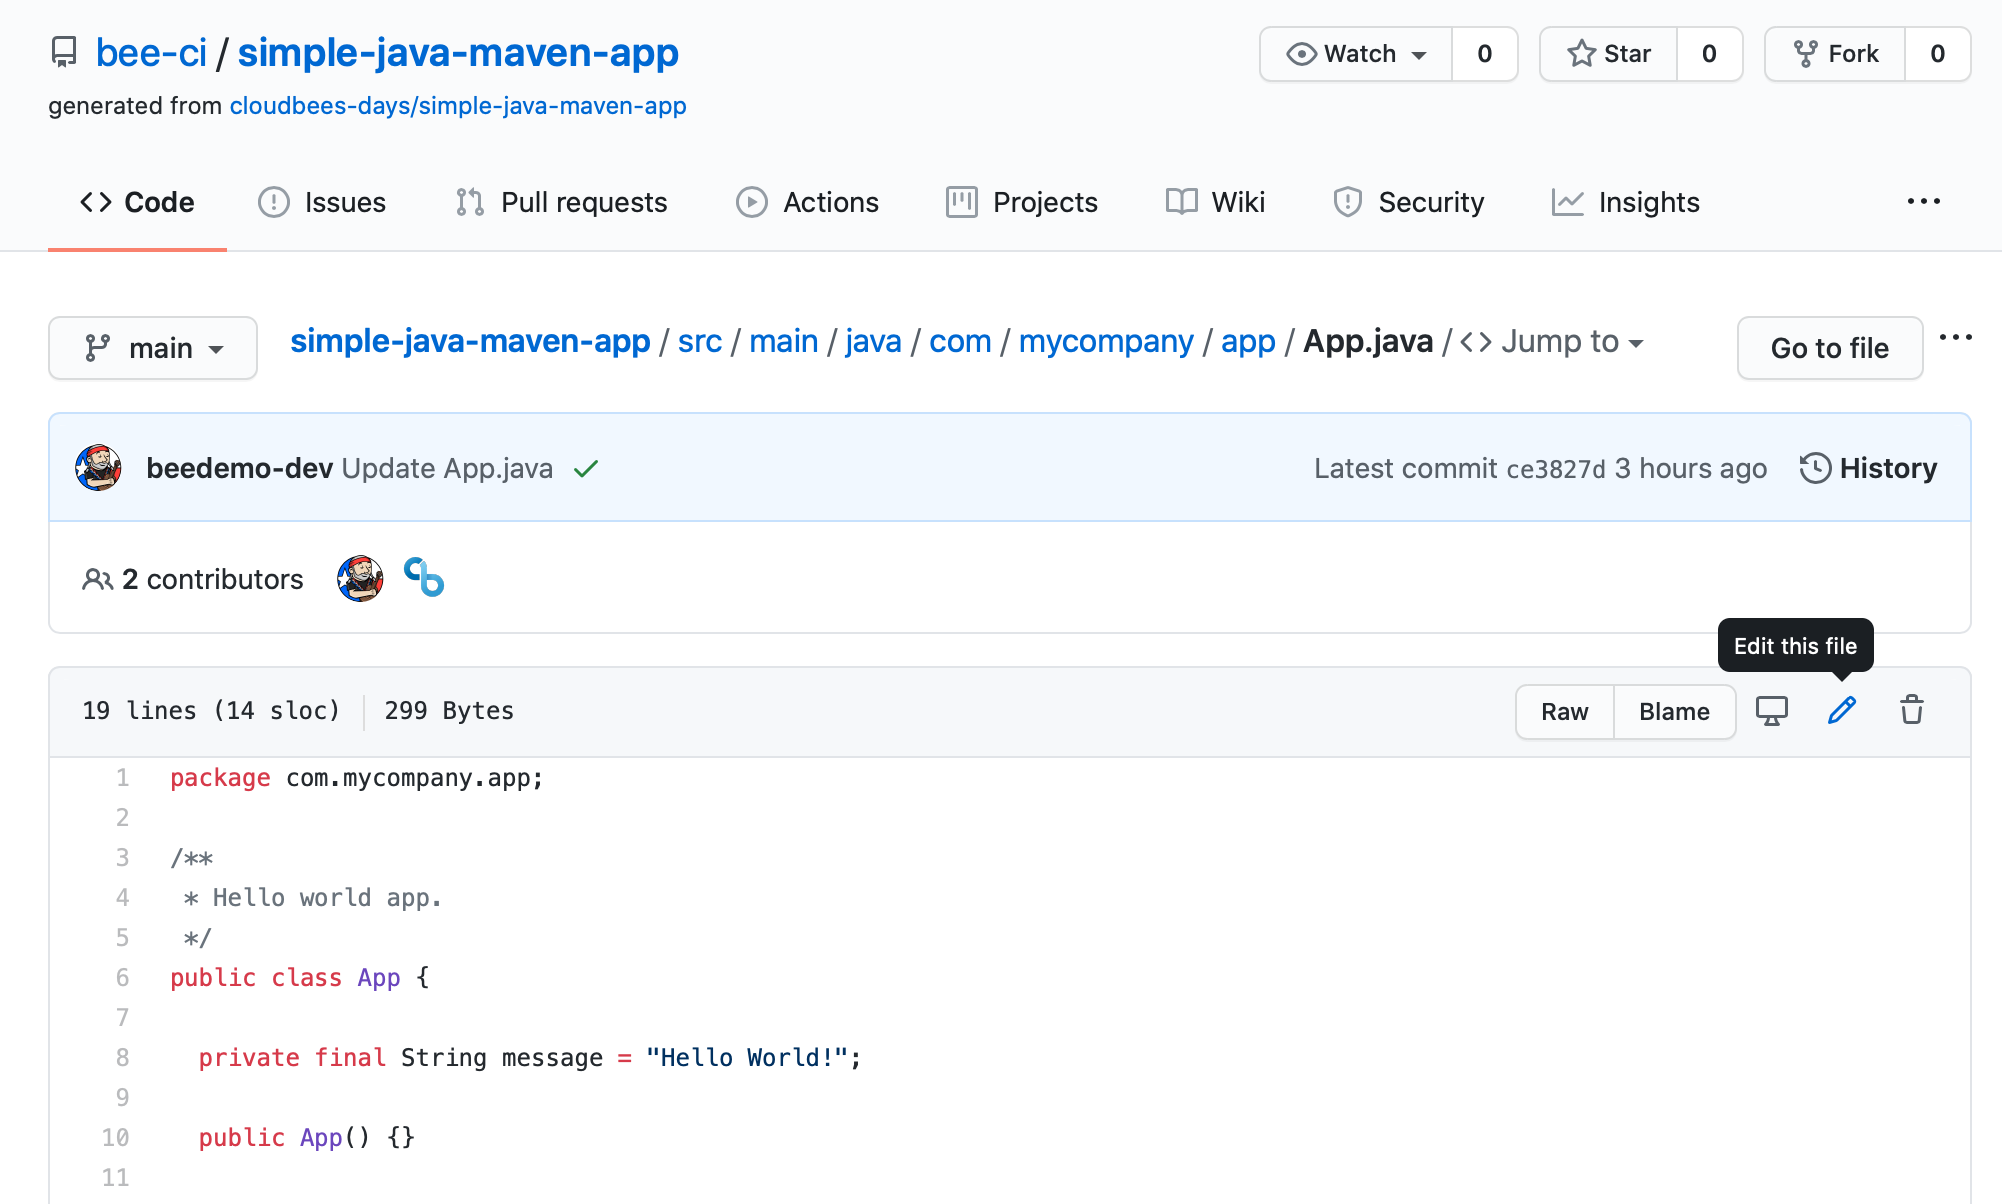 bee-ci / simple-java-maven-app
Watch 0 Star 0 Fork 0
generated from cloudbees-days/simple-java-maven-app
Code Issues Pull requests Actions Projects Wiki Security Insights ...
main simple-java-maven-app / src / main / java / com / mycompany / app / App.java / <> Jump to Go to file ...
beedemo-dev Update App.java ✓ Latest commit ce3827d 3 hours ago History
2 contributors
Edit this file
19 lines (14 sloc) 299 Bytes Raw Blame
1 package com.mycompany.app;
2
3 /**
4 * Hello world app.
5 */
6 public class App {
7
8 private final String message = "Hello World!";
9
10 public App() {}
11